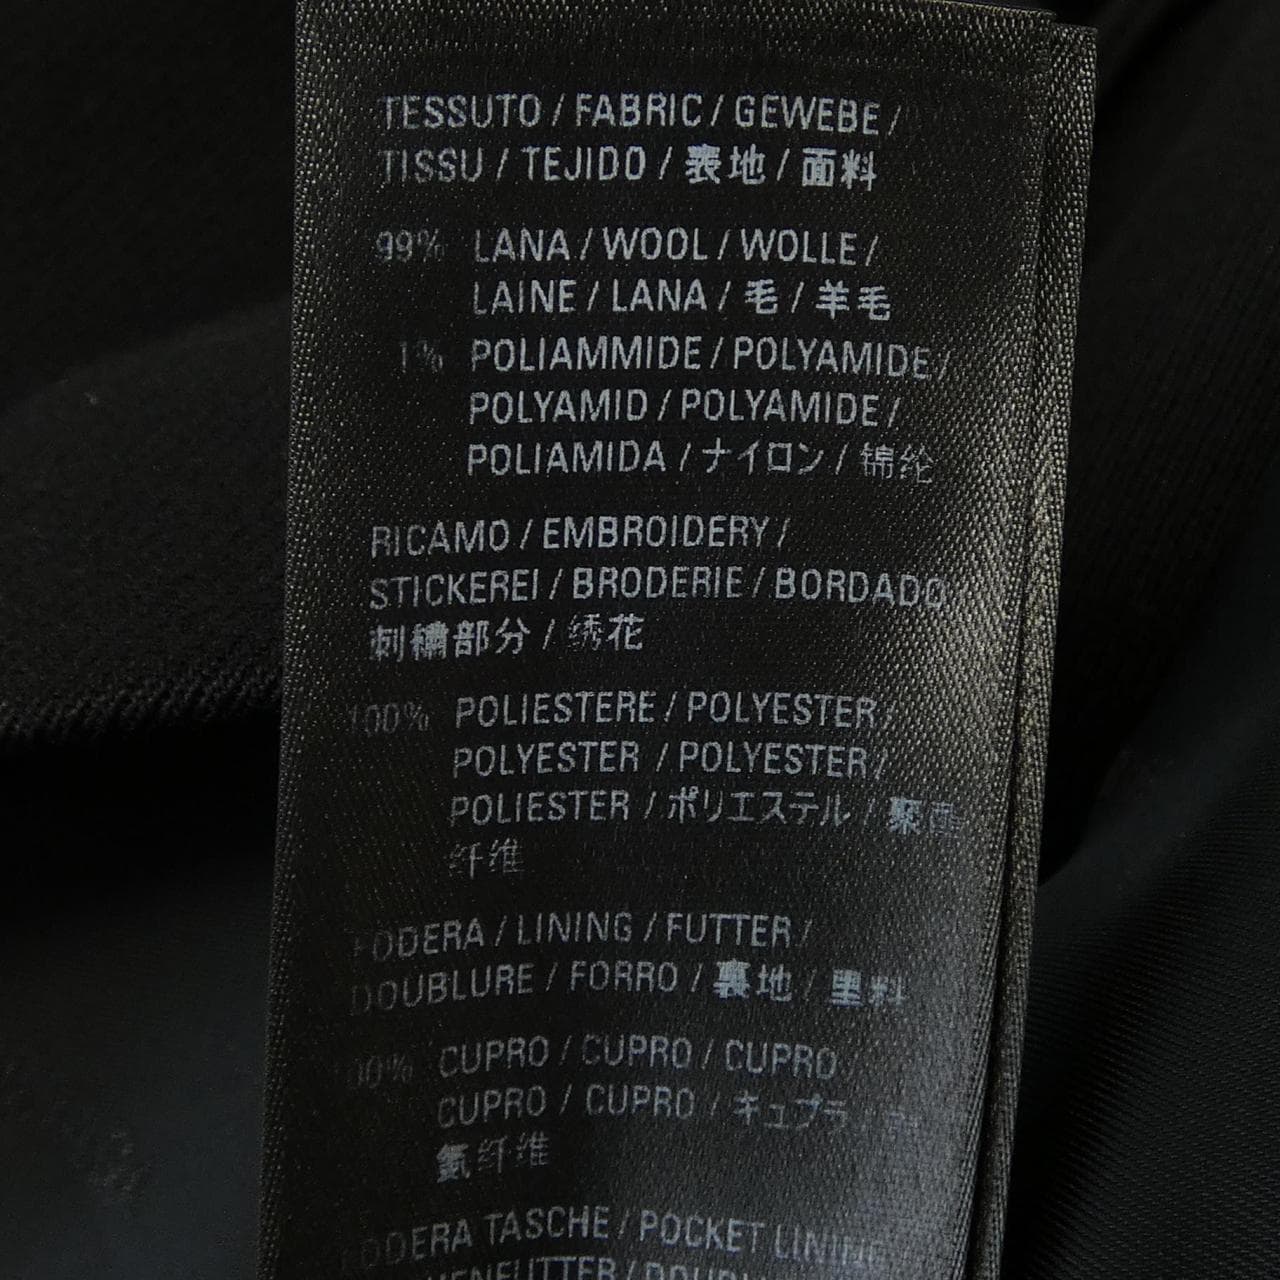 TESSUTO / FABRIC / GEWEBE /
TISSU / TEJIDO / 表地 / 面料
99% LANA / WOOL / WOLLE /
LAINE / LANA / 毛 / 羊毛
1% POLIAMMIDE / POLYAMIDE /
POLYAMID / POLYAMIDE /
POLIAMIDA / ナイロン / 锦纶
RICAMO / EMBROIDERY /
STICKEREI / BRODERIE / BORDADO
刺繍部分 / 绣花
100% POLIESTERE / POLYESTER /
POLYESTER / POLYESTER /
POLIESTER / ポリエステル / 聚酯
纤维
FODERA / LINING / FUTTER /
DOUBLURE / FORRO / 裏地 / 里料
100% CUPRO / CUPRO / CUPRO
CUPRO / CUPRO / キュプラ
氨纤维
FODERA TASCHE / POCKET LINING